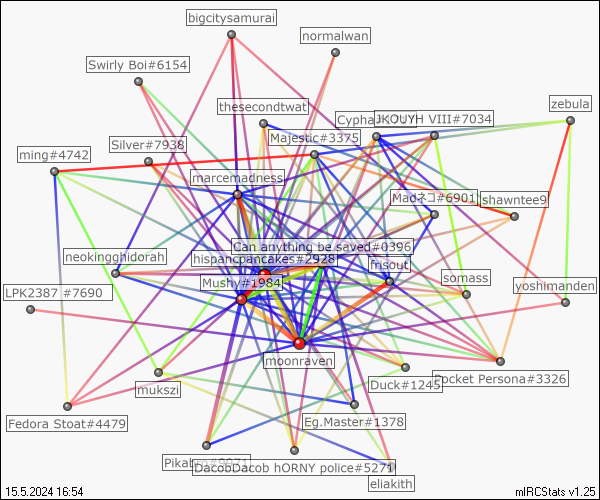 bigcitysamurai
normalwan
Swirly Boi#6154
thesecondtwat
zebula
JKOUYH VIII#7034
Majestic#3375
Silver#7938
ming#4742
marcemadness
Madネコ#6901
shawntee9
Can anything be saved#0396
neokingghidorah
hispancpancakes#2928
frisout
Mushy#1984
somass
yoshimanden
LPK2387 #7690
moonraven
Pocket Persona#3326
Duck#1245
mukszi
Fedora Stoat#4479
Eg.Master#1378
DacobDacob hORNY police#5271
eliakith
15.5.2024 16:54
mIRCStats v1.25